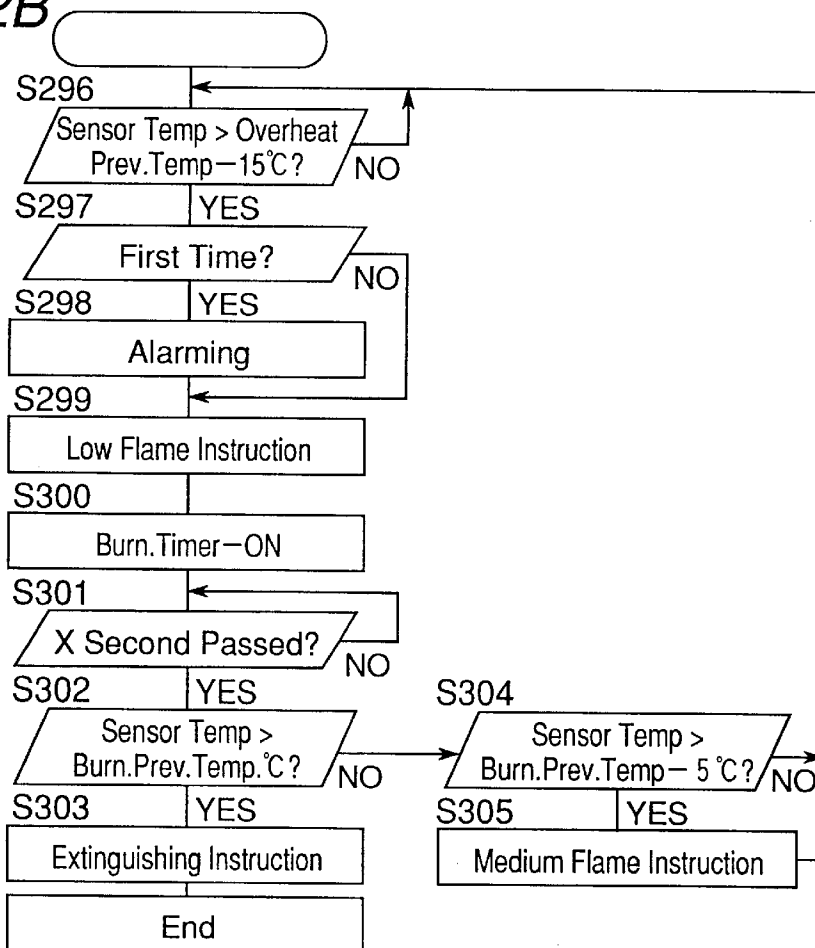 2B
S296
Sensor Temp > Overheat
Prev.Temp－15℃?
NO
S297
YES
First Time?
NO
S298
YES
Alarming
S299
Low Flame Instruction
S300
Burn.Timer－ON
S301
X Second Passed?
NO
S302
YES
Sensor Temp >
Burn.Prev.Temp.℃?
NO
S303
YES
Extinguishing Instruction
End
S304
Sensor Temp >
Burn.Prev.Temp－ 5℃?
NO
S305
YES
Medium Flame Instruction